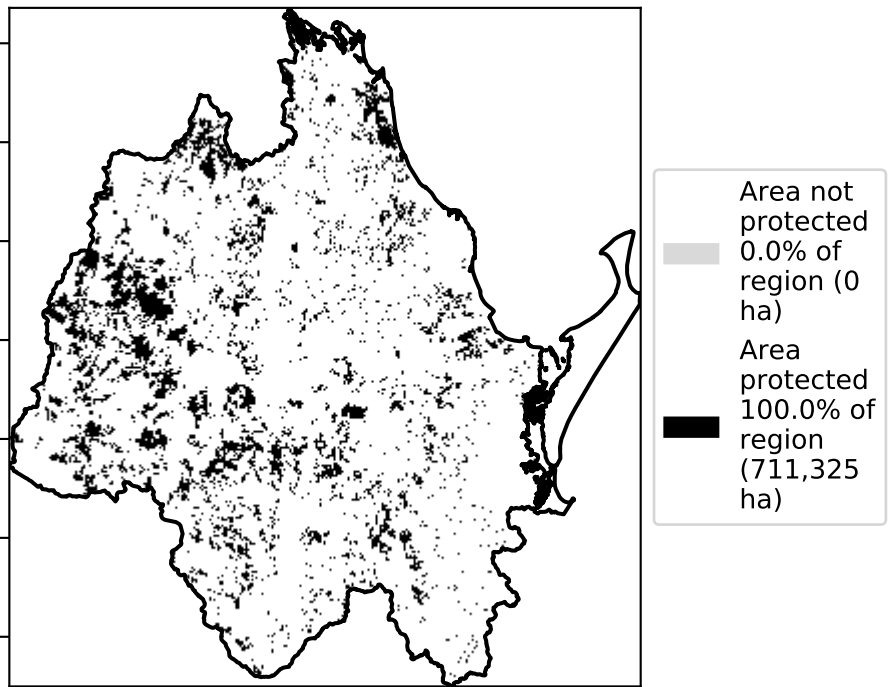 Area not
protected
0.0% of
region (0
ha)
Area
protected
100.0% of
region
(711,325
ha)